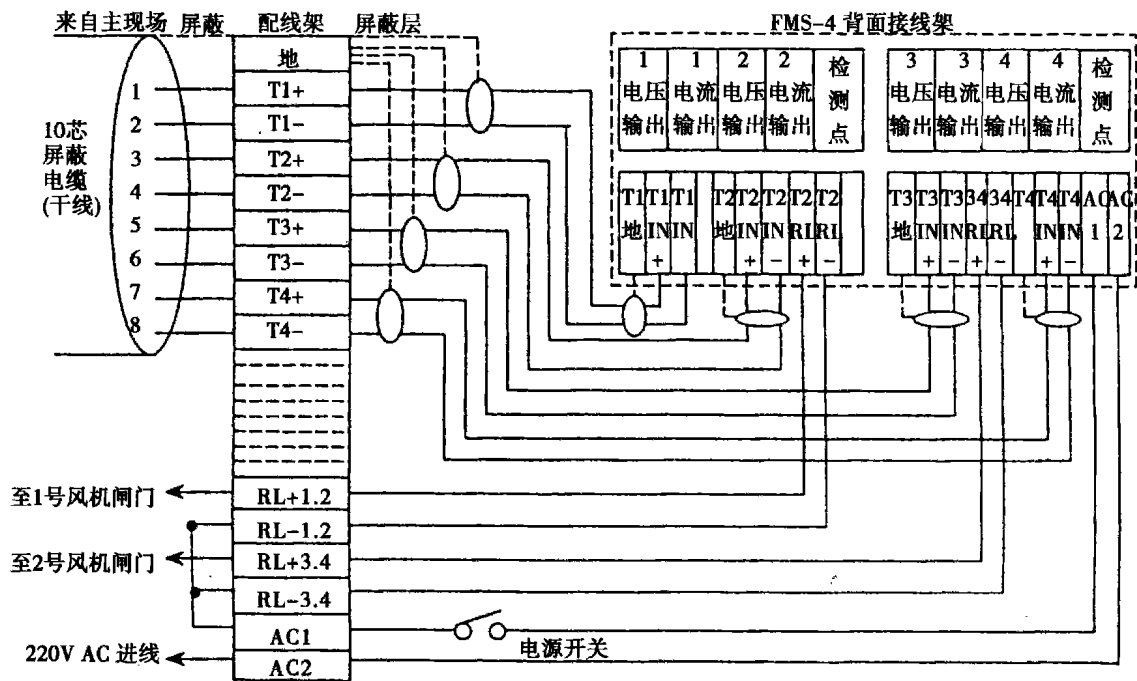 来自主现场 屏蔽 配线架 屏蔽层
FMS-4 背面接线架
地
1 T1+
2 T1-
3 T2+
4 T2-
5 T3+
6 T3-
7 T4+
8 T4-
10芯
屏蔽
电缆
(干线)
1 电压输出
1 电流输出
2 电压输出
2 电流输出
检测点
3 电压输出
3 电流输出
4 电压输出
4 电流输出
检测点
T1 地
T1 IN +
T1 IN
T2 地
T2 IN +
T2 IN -
T2 RL +
T2 RL -
T3 地
T3 IN +
T3 IN -
34 RL +
34 RL -
T4
T4 IN +
T4 IN -
AC 1
AC 2
至1号风机闸门 RL+1.2
RL-1.2
至2号风机闸门 RL+3.4
RL-3.4
AC1
电源开关
220V AC 进线 AC2